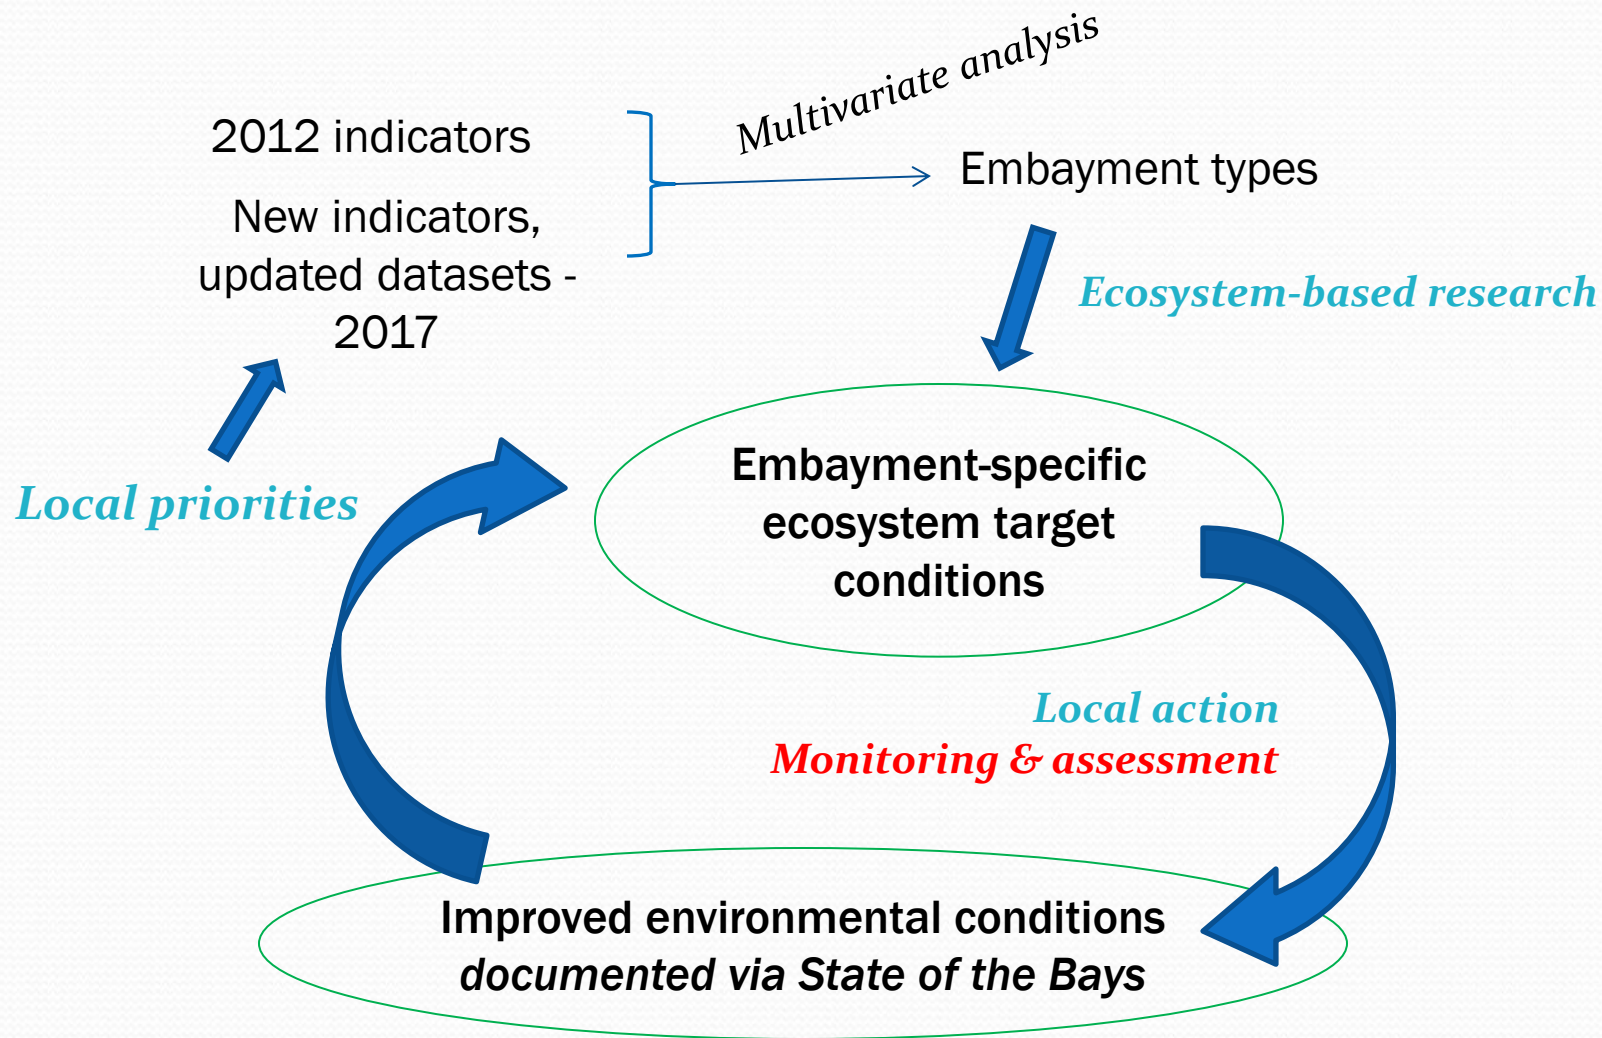 Multivariate analysis
2012 indicators
Embayment types
New indicators,
updated datasets -
2017
Ecosystem-based research
Local priorities
Embayment-specific
ecosystem target
conditions
Local action
Monitoring & assessment
Improved environmental conditions
documented via State of the Bays